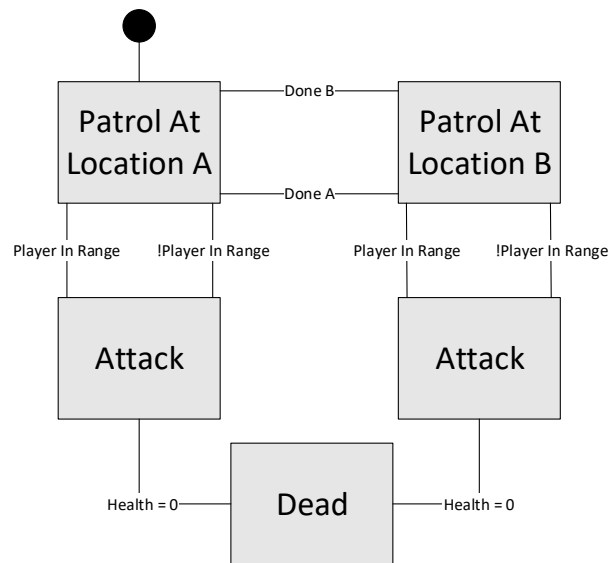 Done B
Patrol At
Location A
Patrol At
Location B
Done A
Player In Range
!Player In Range
Player In Range
!Player In Range
Attack
Attack
Health = 0
Dead
Health = 0